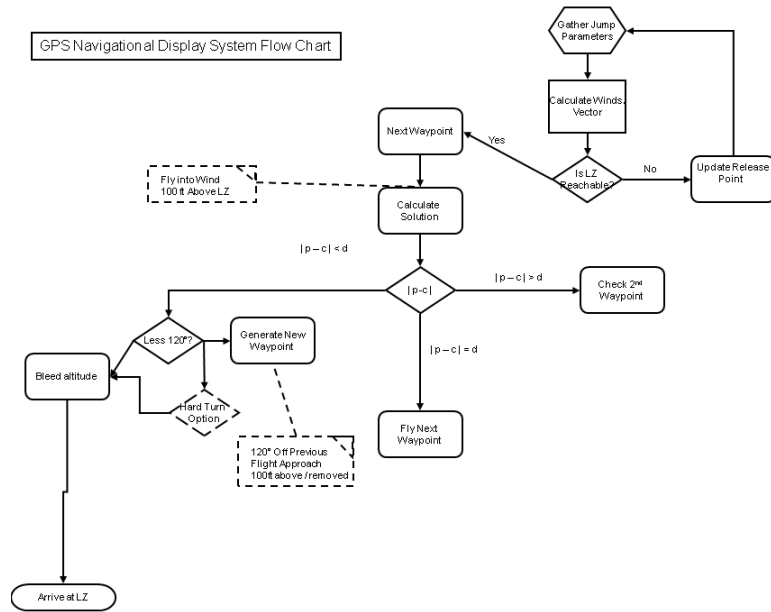 GPS Navigational Display System Flow Chart
Gather Jump
Parameters
Calculate Winds.
Vector
Next Waypoint
Yes
Is LZ
Reachable?
No
Update Release
Point
Fly into Wind
100ft Above LZ
Calculate
Solution
| p – c | < d
|p-c|
| p – c | > d
Check 2nd
Waypoint
Less 120°?
Generate New
Waypoint
| p – c | = d
Bleed altitude
Hard Turn
Option
Fly Next
Waypoint
120° Off Previous
Flight Approach
100ft above / removed
Arrive at LZ